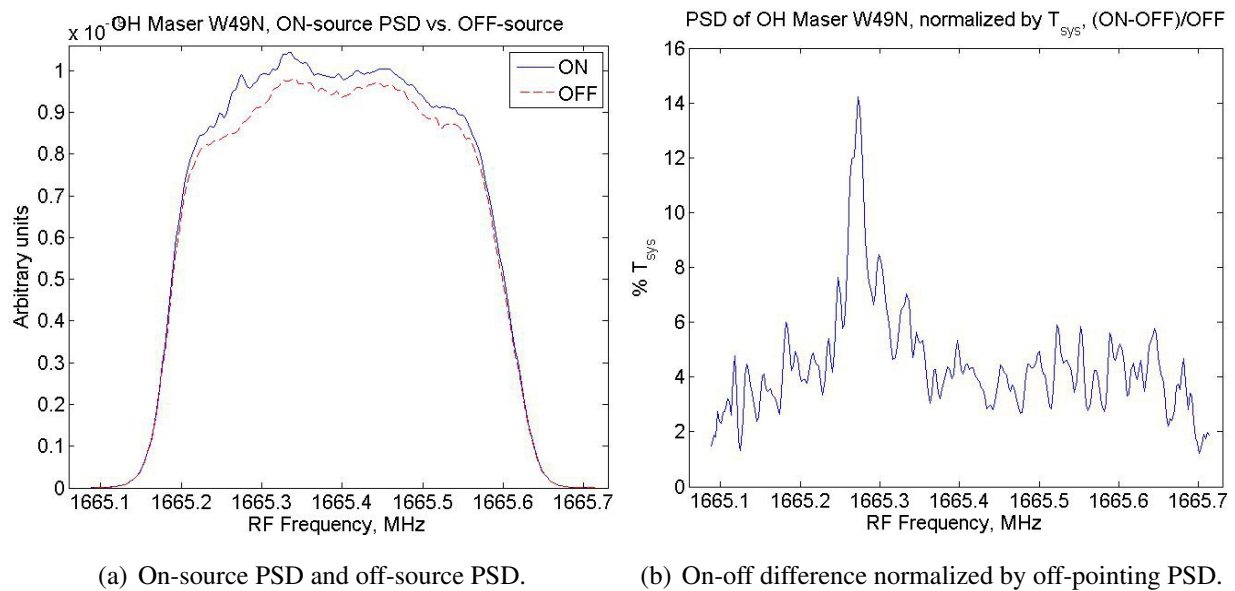 OH Maser W49N, ON-source PSD vs. OFF-source
x 10
ON
OFF
1
0.9
0.8
0.7
0.6
0.5
0.4
0.3
0.2
0.1
0
Arbitrary units
1665.1 1665.2 1665.3 1665.4 1665.5 1665.6 1665.7
RF Frequency, MHz
(a) On-source PSD and off-source PSD.
PSD of OH Maser W49N, normalized by T_sys, (ON-OFF)/OFF
16
14
12
10
8
6
4
2
0
% T_sys
1665.1 1665.2 1665.3 1665.4 1665.5 1665.6 1665.7
RF Frequency, MHz
(b) On-off difference normalized by off-pointing PSD.